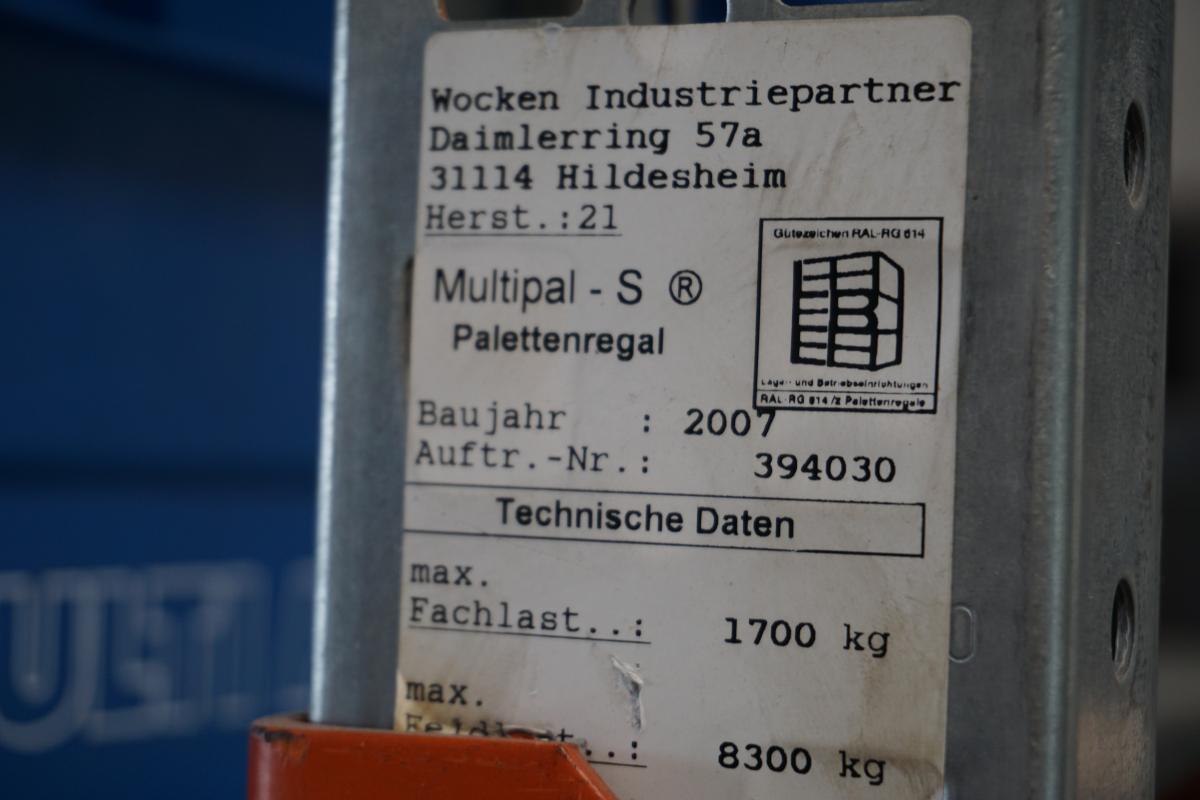 Wocken Industriepartner
Daimlerring 57a
31114 Hildesheim
Herst.:21
Gütezeichen RAL-RG 614
Multipal - S ®
Palettenregal
Lager- und Betriebseinrichtungen
RAL-RG 614/2 Palettenregale
Baujahr : 2007
Auftr.-Nr.: 394030
Technische Daten
max.
Fachlast..: 1700 kg
max.
Feldlast..: 8300 kg